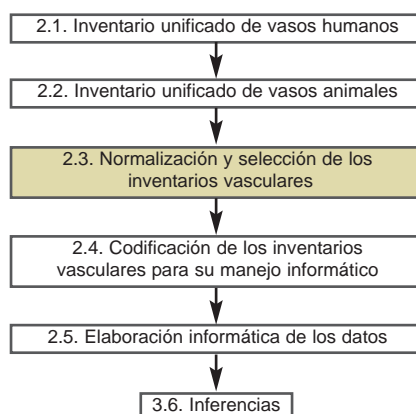 2.1. Inventario unificado de vasos humanos
2.2. Inventario unificado de vasos animales
2.3. Normalización y selección de los
inventarios vasculares
2.4. Codificación de los inventarios
vasculares para su manejo informático
2.5. Elaboración informática de los datos
3.6. Inferencias